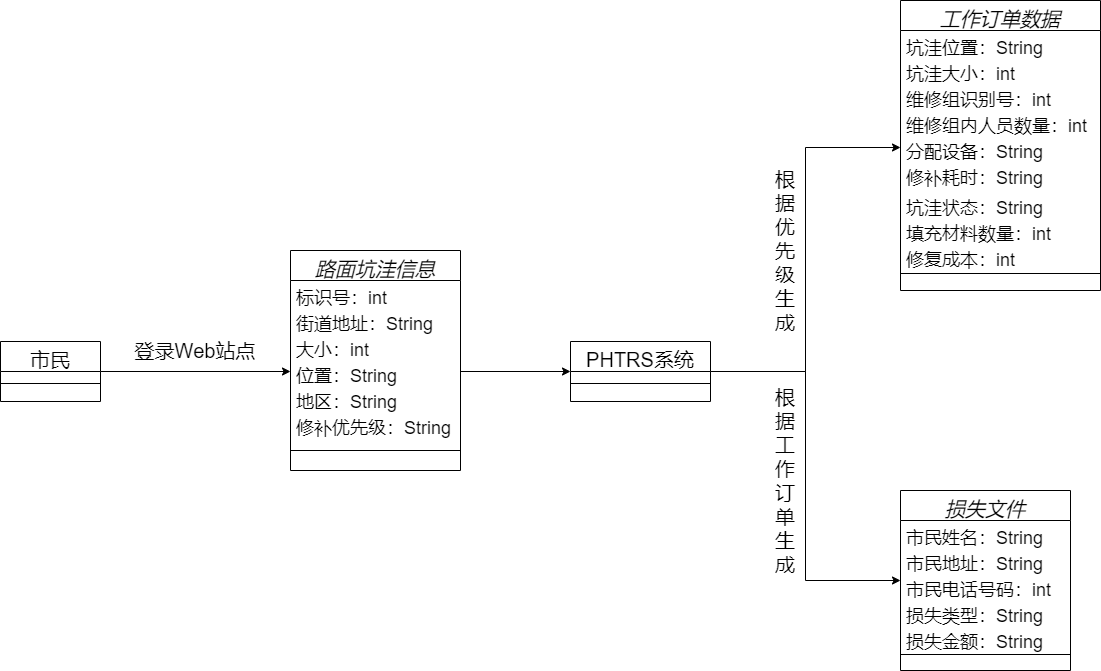 市民
登录Web站点
路面坑洼信息
标识号：int
街道地址：String
大小：int
位置：String
地区：String
修补优先级：String
PHTRS系统
根据优先级生成
根据工作订单生成
工作订单数据
坑洼位置：String
坑洼大小：int
维修组识别号：int
维修组内人员数量：int
分配设备：String
修补耗时：String
坑洼状态：String
填充材料数量：int
修复成本：int
损失文件
市民姓名：String
市民地址：String
市民电话号码：int
损失类型：String
损失金额：String